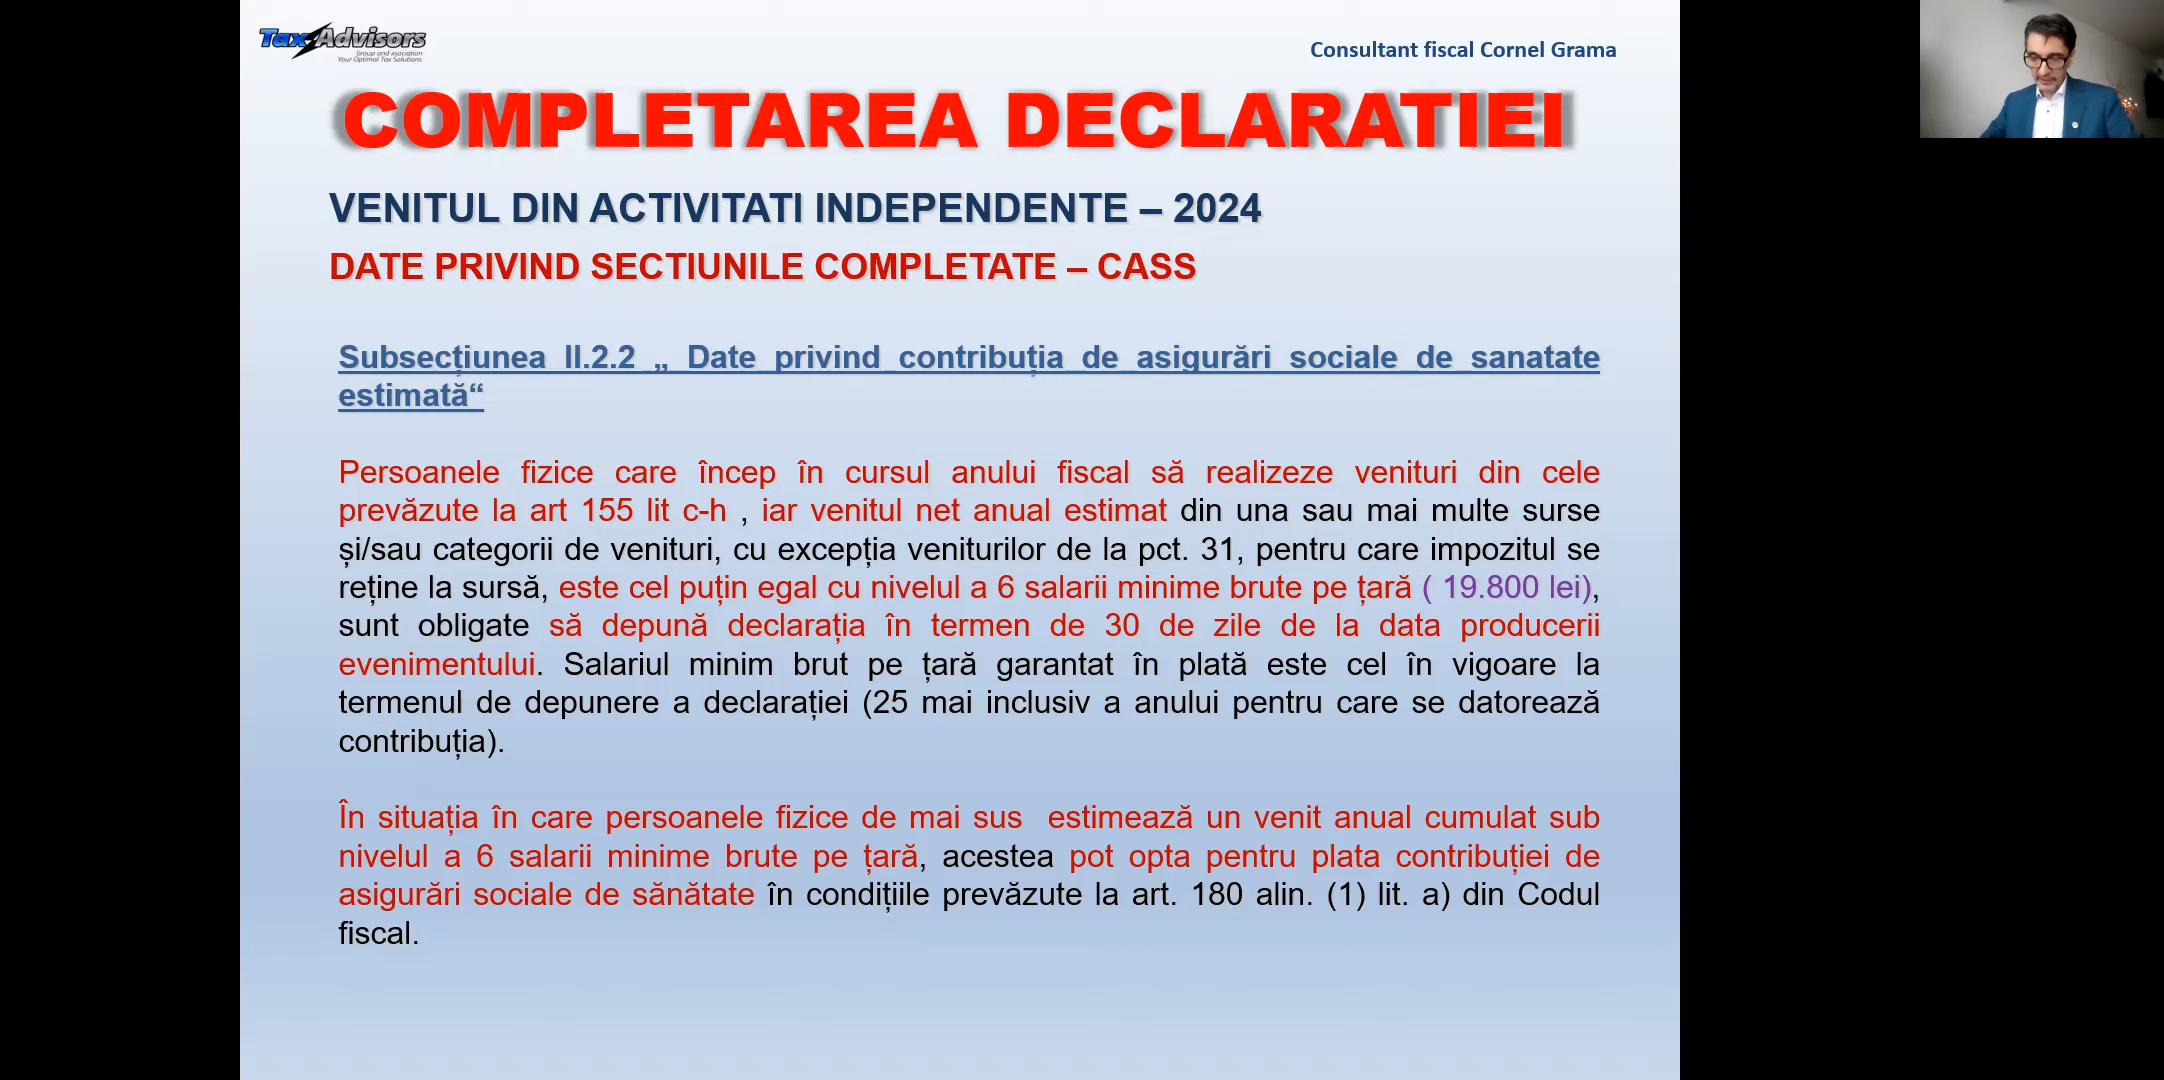 Tax Advisors
Group and Asociation
Your Optimal Tax Solutions
Consultant fiscal Cornel Grama
COMPLETAREA DECLARATIEI
VENITUL DIN ACTIVITATI INDEPENDENTE – 2024
DATE PRIVIND SECTIUNILE COMPLETATE – CASS
Subsecțiunea II.2.2 „ Date privind contribuția de asigurări sociale de sanatate
estimată“
Persoanele fizice care încep în cursul anului fiscal să realizeze venituri din cele
prevăzute la art 155 lit c-h , iar venitul net anual estimat din una sau mai multe surse
și/sau categorii de venituri, cu excepția veniturilor de la pct. 31, pentru care impozitul se
reține la sursă, este cel puțin egal cu nivelul a 6 salarii minime brute pe țară ( 19.800 lei),
sunt obligate să depună declarația în termen de 30 de zile de la data producerii
evenimentului. Salariul minim brut pe țară garantat în plată este cel în vigoare la
termenul de depunere a declarației (25 mai inclusiv a anului pentru care se datorează
contribuția).
În situația în care persoanele fizice de mai sus  estimează un venit anual cumulat sub
nivelul a 6 salarii minime brute pe țară, acestea pot opta pentru plata contribuției de
asigurări sociale de sănătate în condițiile prevăzute la art. 180 alin. (1) lit. a) din Codul
fiscal.